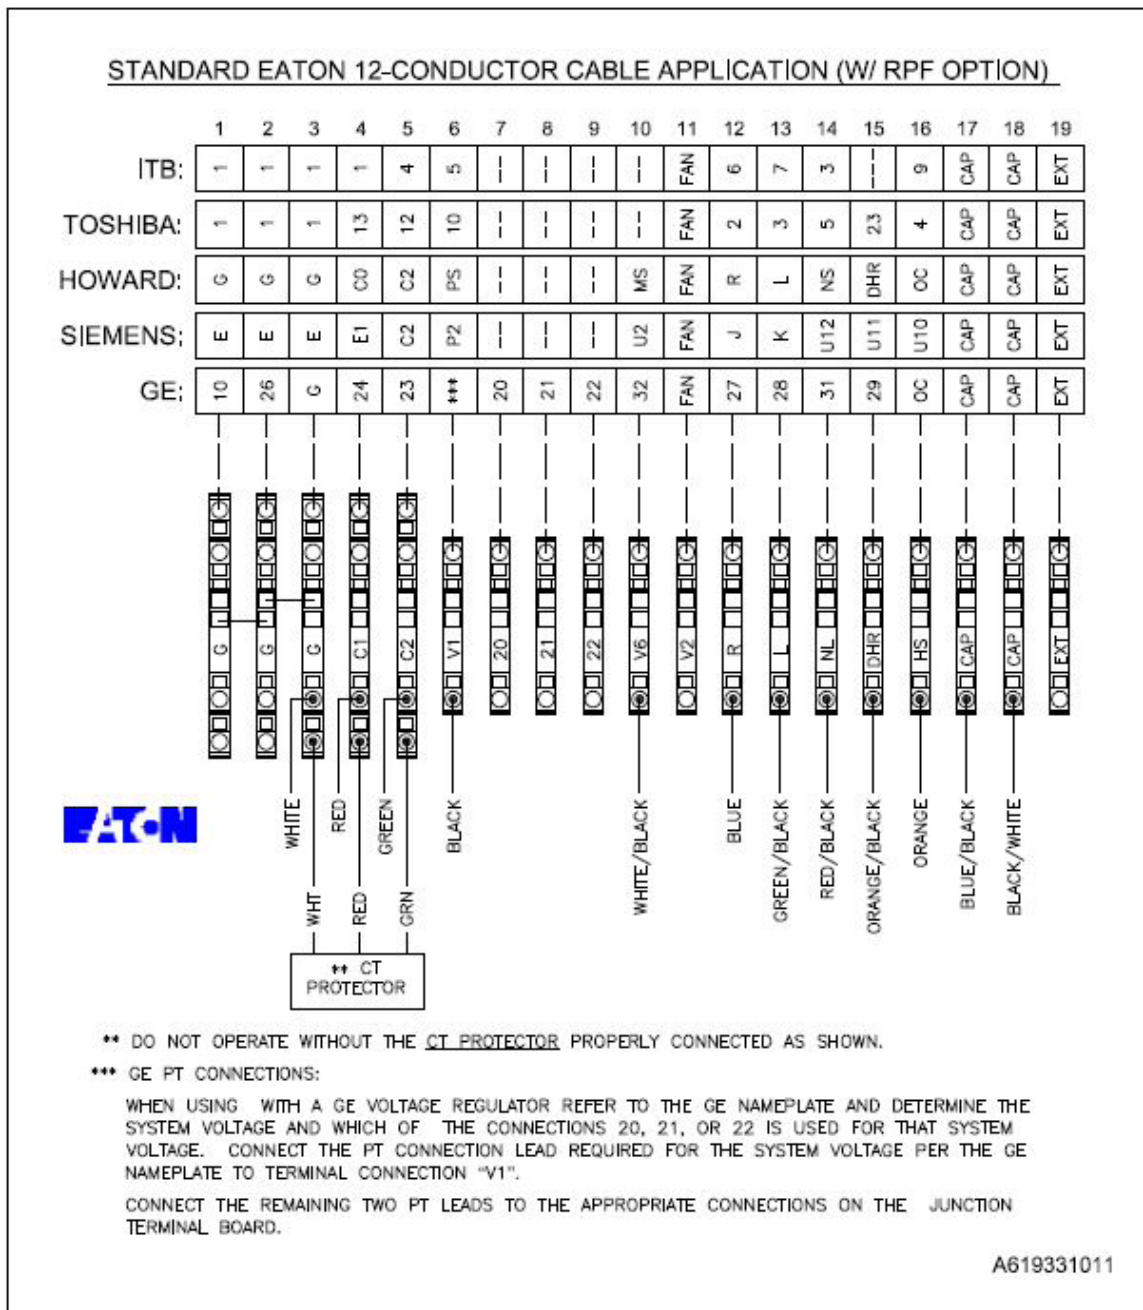 STANDARD EATON 12-CONDUCTOR CABLE APPLICATION (W/ RPF OPTION)
1 2 3 4 5 6 7 8 9 10 11 12 13 14 15 16 17 18 19
ITB: 1 1 1 1 4 5 --- --- --- --- FAN 6 7 3 --- 9 CAP CAP EXT
TOSHIBA: 1 1 1 13 12 10 --- --- --- --- FAN 2 3 5 23 4 CAP CAP EXT
HOWARD: G G G C0 C2 PS --- --- --- MS FAN R L NS DHR OC CAP CAP EXT
SIEMENS: E E E E1 C2 P2 --- --- --- U2 FAN J K U12 U11 U10 CAP CAP EXT
GE: 10 26 G 24 23 *** 20 21 22 32 FAN 27 28 31 29 OC CAP CAP EXT
G G G C1 C2 V1 20 21 22 V6 V2 R L NL DHR HS CAP CAP EXT
EATON
WHITE RED GREEN BLACK WHITE/BLACK BLUE GREEN/BLACK RED/BLACK ORANGE/BLACK ORANGE BLUE/BLACK BLACK/WHITE
WHT RED GRN
** CT
PROTECTOR
** DO NOT OPERATE WITHOUT THE CT PROTECTOR PROPERLY CONNECTED AS SHOWN.
*** GE PT CONNECTIONS:
WHEN USING WITH A GE VOLTAGE REGULATOR REFER TO THE GE NAMEPLATE AND DETERMINE THE
SYSTEM VOLTAGE AND WHICH OF THE CONNECTIONS 20, 21, OR 22 IS USED FOR THAT SYSTEM
VOLTAGE. CONNECT THE PT CONNECTION LEAD REQUIRED FOR THE SYSTEM VOLTAGE PER THE GE
NAMEPLATE TO TERMINAL CONNECTION "V1".
CONNECT THE REMAINING TWO PT LEADS TO THE APPROPRIATE CONNECTIONS ON THE JUNCTION
TERMINAL BOARD.
A619331011